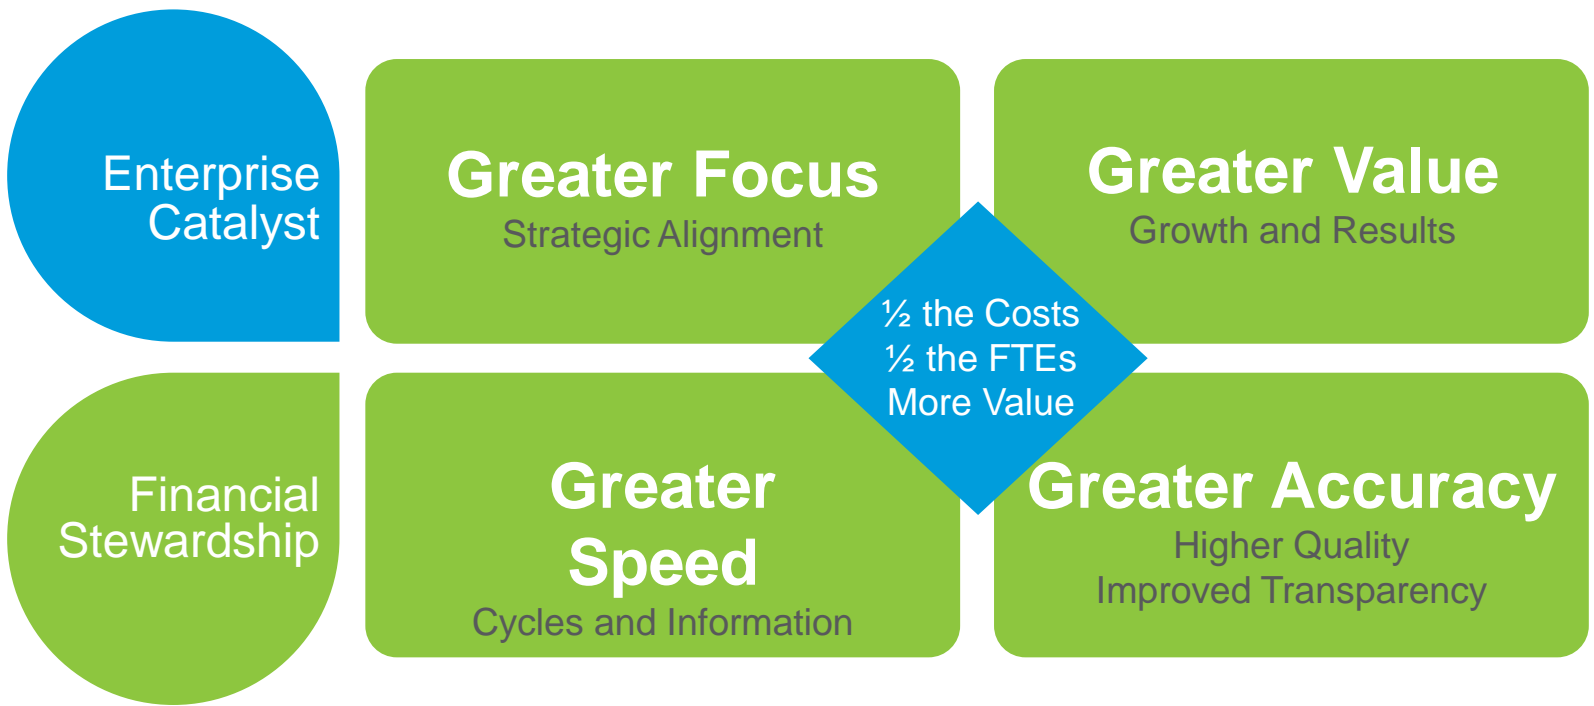 Enterprise
Catalyst
Greater Focus
Strategic Alignment
Greater Value
Growth and Results
½ the Costs
½ the FTEs
More Value
Financial
Stewardship
Greater
Speed
Cycles and Information
Greater Accuracy
Higher Quality
Improved Transparency